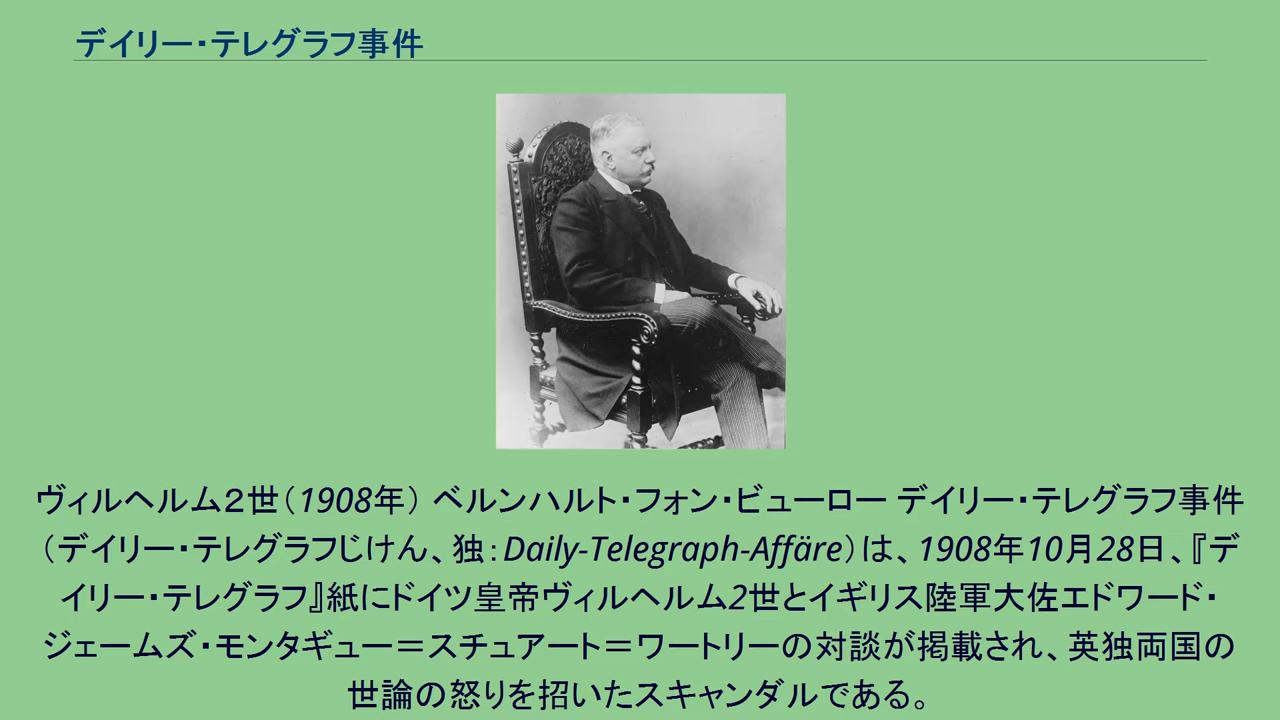 デイリー・テレグラフ事件
ヴィルヘルム２世（1908年） ベルンハルト・フォン・ビューロー デイリー・テレグラフ事件
（デイリー・テレグラフじけん、独：Daily-Telegraph-Affäre）は、1908年10月28日、『デ
イリー・テレグラフ』紙にドイツ皇帝ヴィルヘルム2世とイギリス陸軍大佐エドワード・
ジェームズ・モンタギュー＝スチュアート＝ワートリーの対談が掲載され、英独両国の
世論の怒りを招いたスキャンダルである。